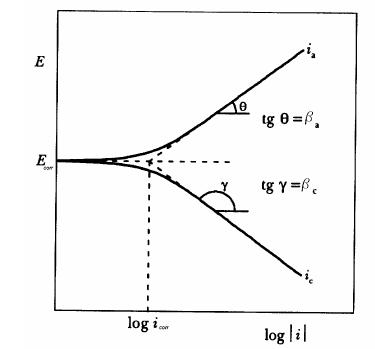 E
i_a
θ
tg θ = β_a
E_corr
γ
tg γ = β_c
i_c
log i_corr
log |i|